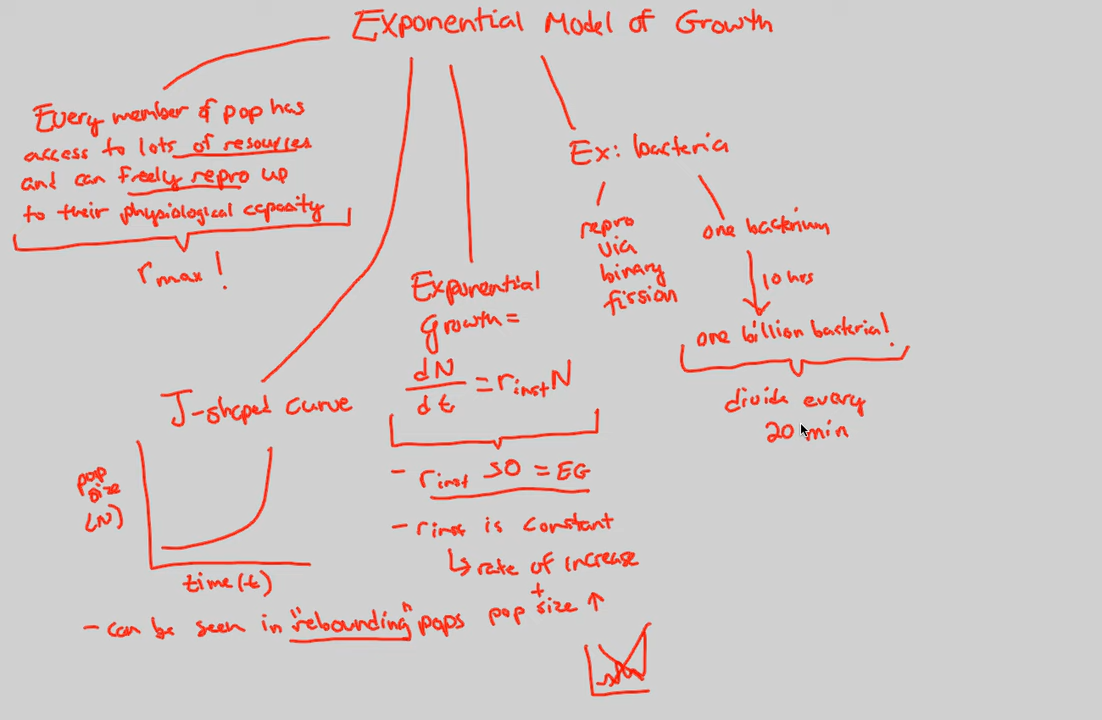 Exponential Model of Growth
Every member of pop has
access to lots of resources
and can freely repro up
to their physiological capacity
rmax!
J-shaped curve
pop
size
(N)
time (t)
- can be seen in "rebounding" pops
Exponential
growth =
dN/dt = rinst N
- rinst >0 = EG
- rinst is constant
↳ rate of increase
+
pop size ↑
Ex: bacteria
repro
via
binary
fission
one bacterium
10 hrs
one billion bacteria!
divide every
20 min